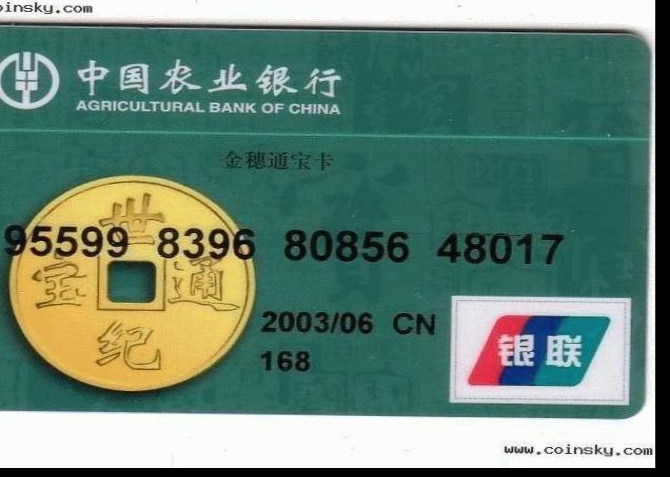 oinsky.com
中国农业银行
AGRICULTURAL BANK OF CHINA
金穗通宝卡
95599 8396 80856 48017
世
宝 通
纪
2003/06 CN
168
银联
www.coinsky.com